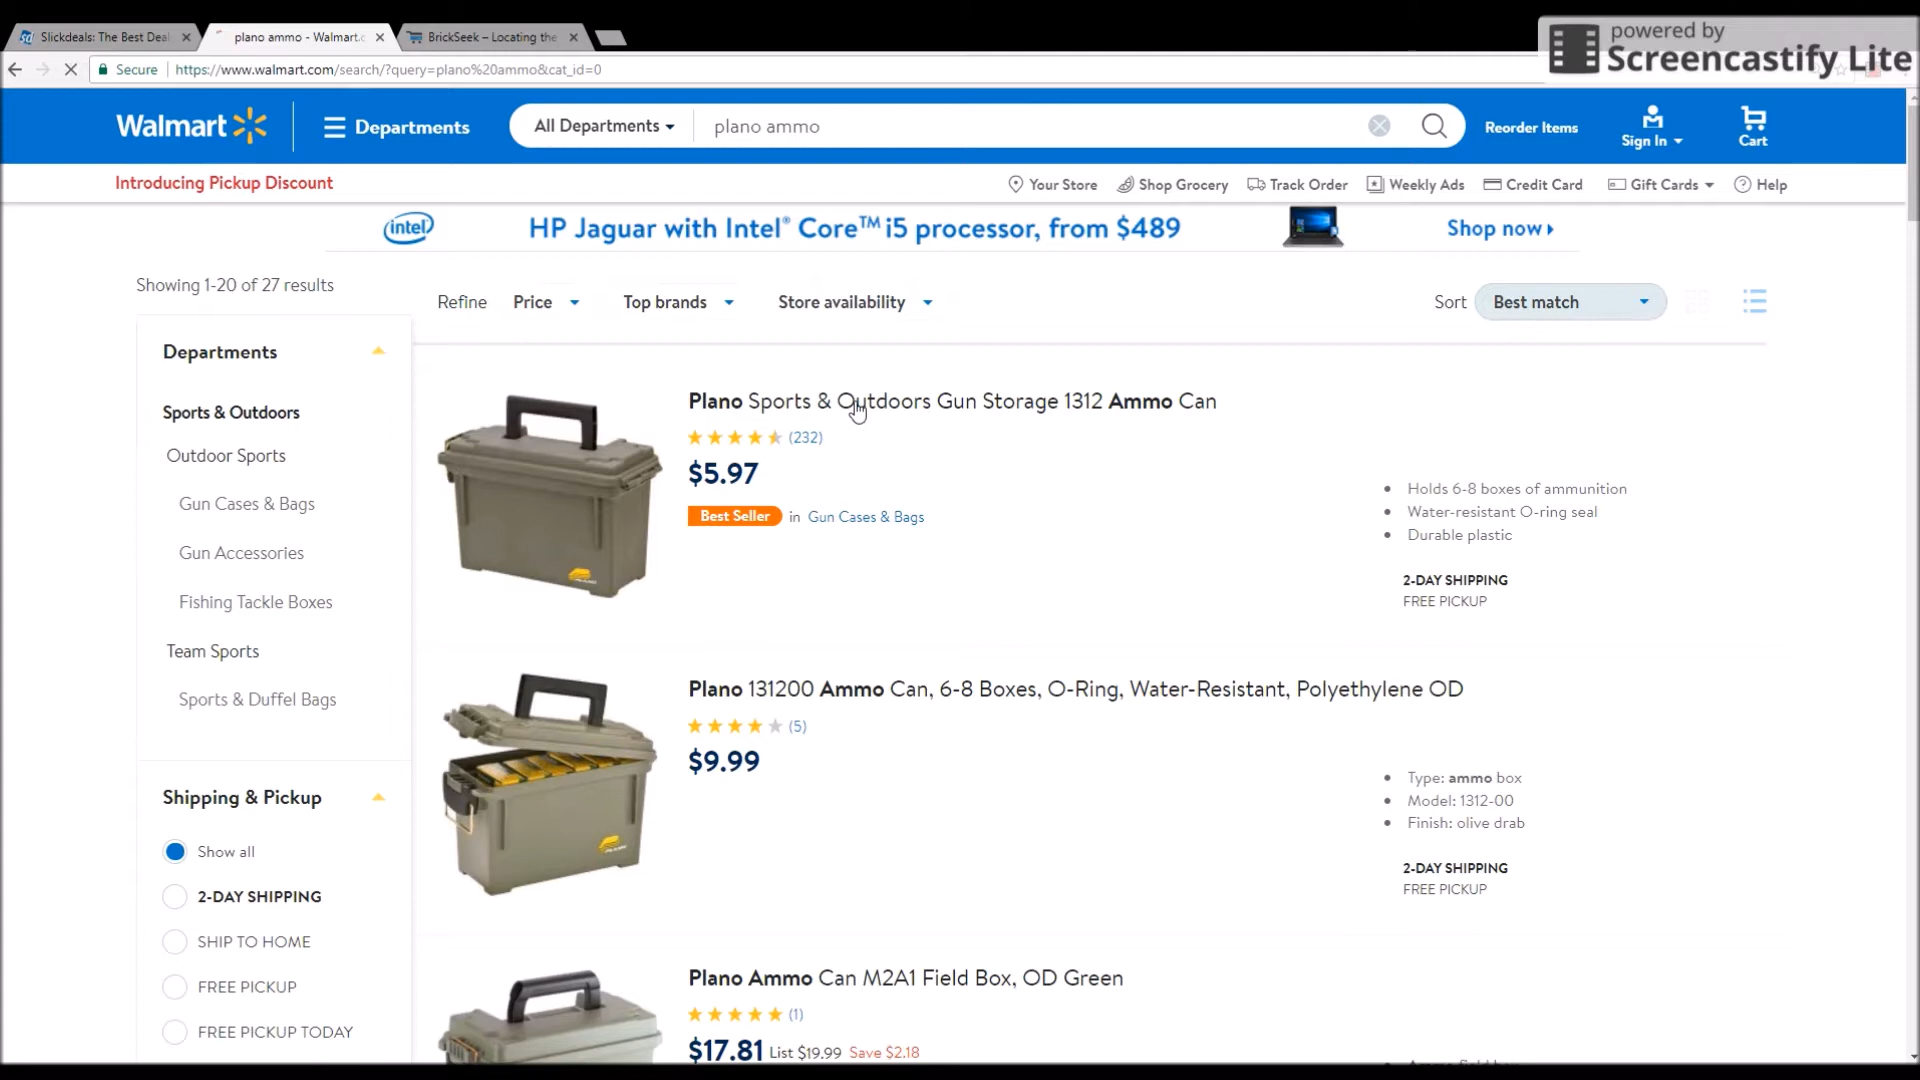 Slickdeals: The Best Deal
plano ammo - Walmart.c
BrickSeek – Locating the
powered by
Screencastify Lite
Secure
https://www.walmart.com/search/?query=plano%20ammo&cat_id=0
Walmart
Departments
All Departments
plano ammo
Reorder Items
Sign In
Cart
Introducing Pickup Discount
Your Store
Shop Grocery
Track Order
Weekly Ads
Credit Card
Gift Cards
Help
intel
HP Jaguar with Intel® Core™ i5 processor, from $489
Shop now
Showing 1-20 of 27 results
Refine
Price
Top brands
Store availability
Sort
Best match
Departments
Sports & Outdoors
Outdoor Sports
Gun Cases & Bags
Gun Accessories
Fishing Tackle Boxes
Team Sports
Sports & Duffel Bags
Shipping & Pickup
Show all
2-DAY SHIPPING
SHIP TO HOME
FREE PICKUP
FREE PICKUP TODAY
Plano Sports & Outdoors Gun Storage 1312 Ammo Can
(232)
$5.97
Best Seller in Gun Cases & Bags
Holds 6-8 boxes of ammunition
Water-resistant O-ring seal
Durable plastic
2-DAY SHIPPING
FREE PICKUP
Plano 131200 Ammo Can, 6-8 Boxes, O-Ring, Water-Resistant, Polyethylene OD
(5)
$9.99
Type: ammo box
Model: 1312-00
Finish: olive drab
2-DAY SHIPPING
FREE PICKUP
Plano Ammo Can M2A1 Field Box, OD Green
(1)
$17.81 List $19.99 Save $2.18